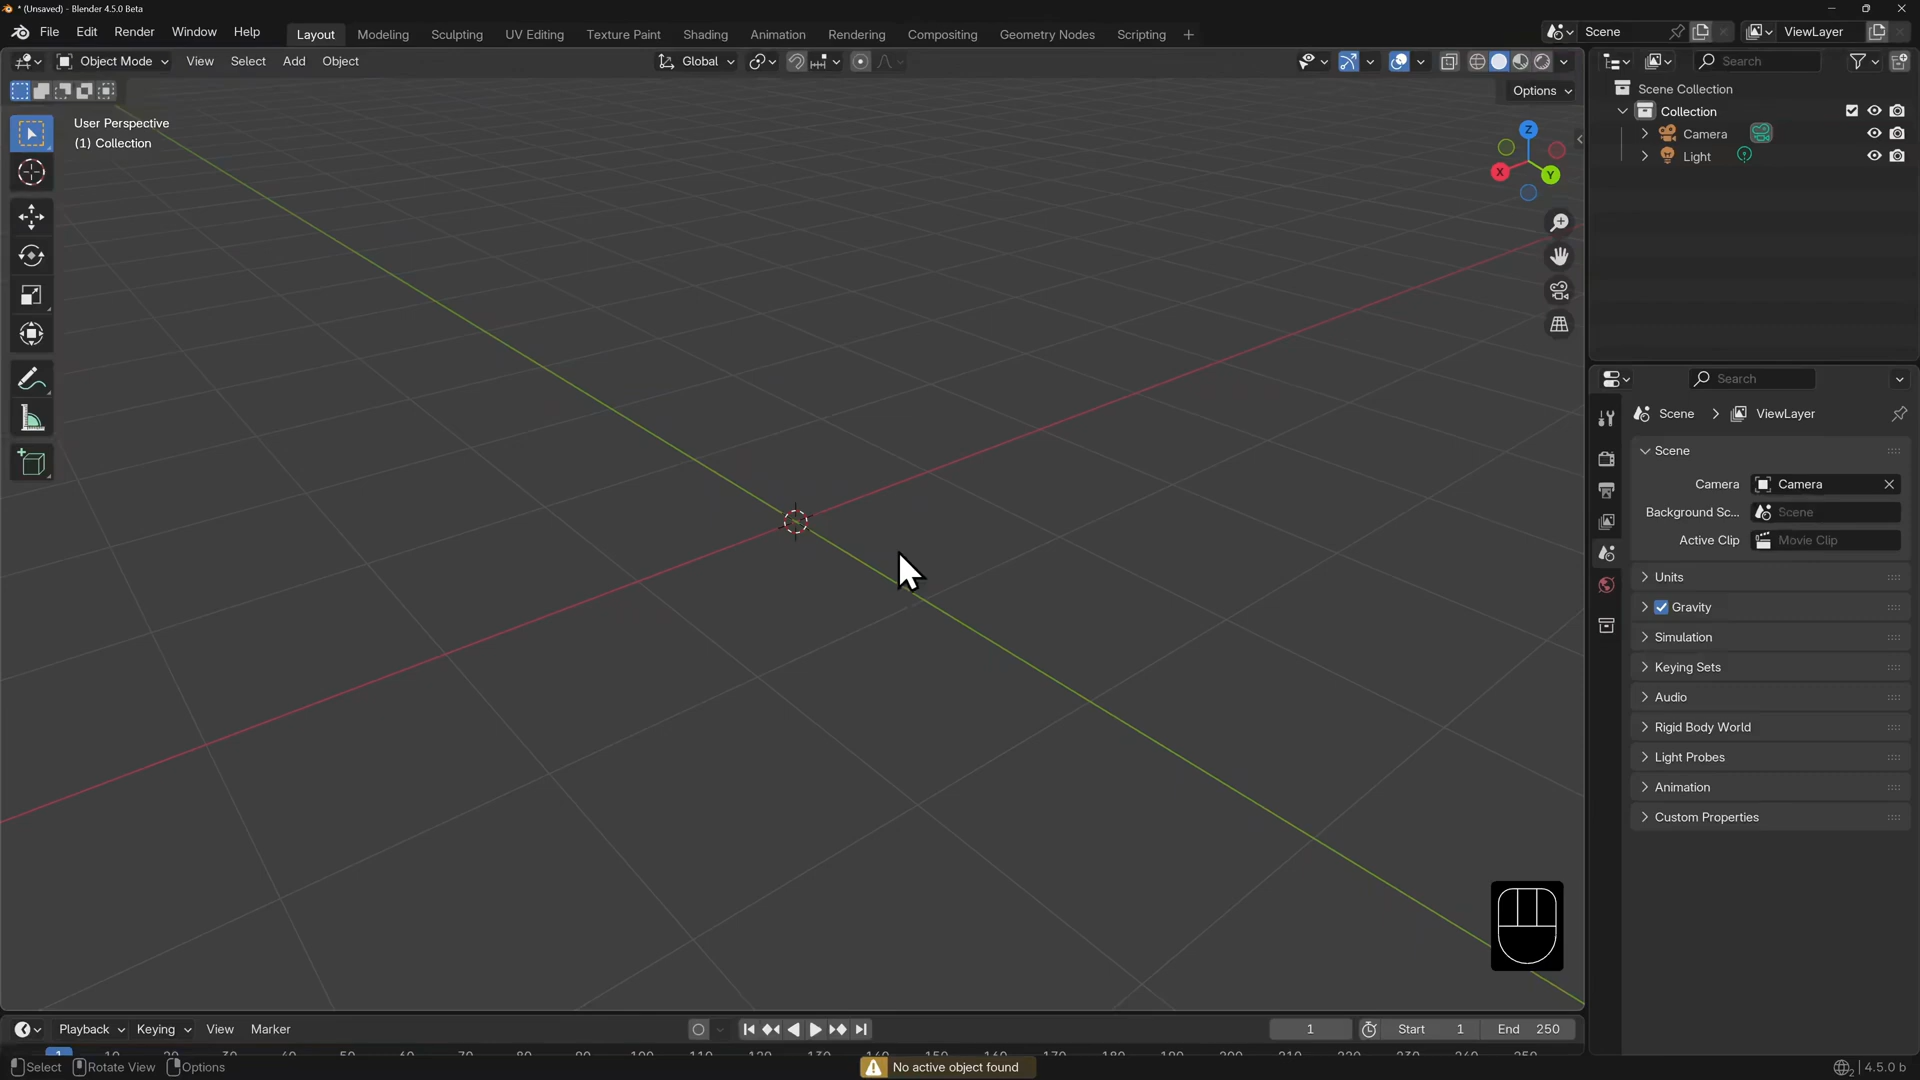 * (Unsaved) - Blender 4.5.0 Beta
File Edit Render Window Help Layout Modeling Sculpting UV Editing Texture Paint Shading Animation Rendering Compositing Geometry Nodes Scripting + Scene ViewLayer
Object Mode View Select Add Object Global Search
Options
User Perspective
(1) Collection
Z
X
Y
Scene Collection
Collection
Camera
Light
Search
Scene > ViewLayer
Scene
Camera Camera
Background Sc... Scene
Active Clip Movie Clip
Units
Gravity
Simulation
Keying Sets
Audio
Rigid Body World
Light Probes
Animation
Custom Properties
Playback Keying View Marker 1 Start 1 End 250
1 10 20 30 40 50 60 70 80 90 100 110 120 130 140 150 160 170 180 190 200 210 220 230 240 250
Select Rotate View Options No active object found 4.5.0 b